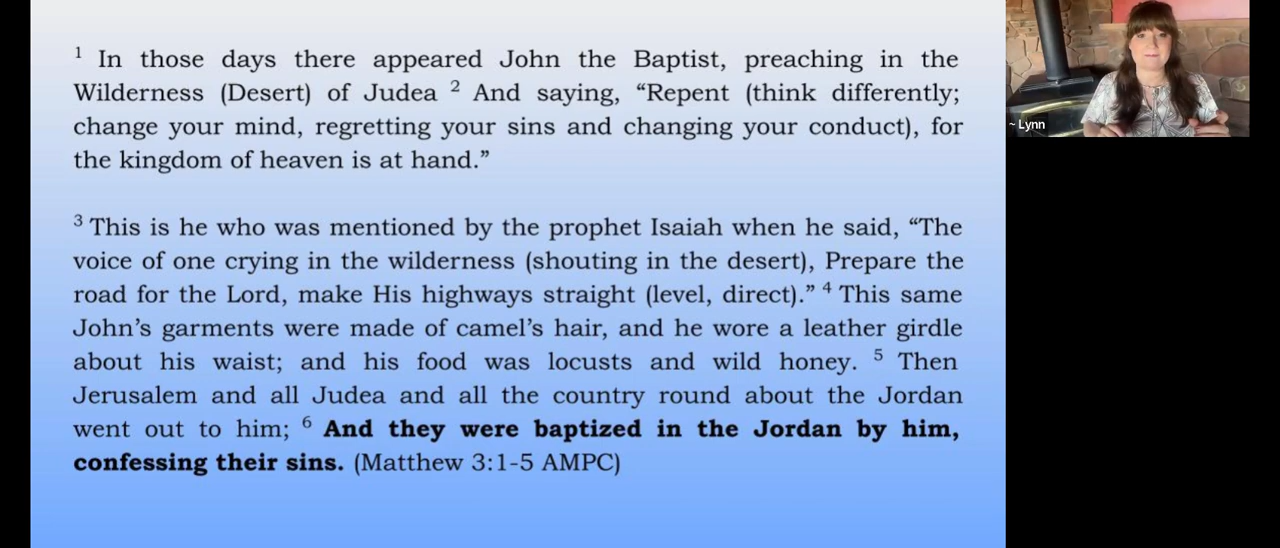 ¹ In those days there appeared John the Baptist, preaching in the
Wilderness (Desert) of Judea ² And saying, “Repent (think differently;
change your mind, regretting your sins and changing your conduct), for
the kingdom of heaven is at hand.”
³ This is he who was mentioned by the prophet Isaiah when he said, “The
voice of one crying in the wilderness (shouting in the desert), Prepare the
road for the Lord, make His highways straight (level, direct).” ⁴ This same
John’s garments were made of camel’s hair, and he wore a leather girdle
about his waist; and his food was locusts and wild honey. ⁵ Then
Jerusalem and all Judea and all the country round about the Jordan
went out to him; ⁶ And they were baptized in the Jordan by him,
confessing their sins. (Matthew 3:1-5 AMPC)
~ Lynn